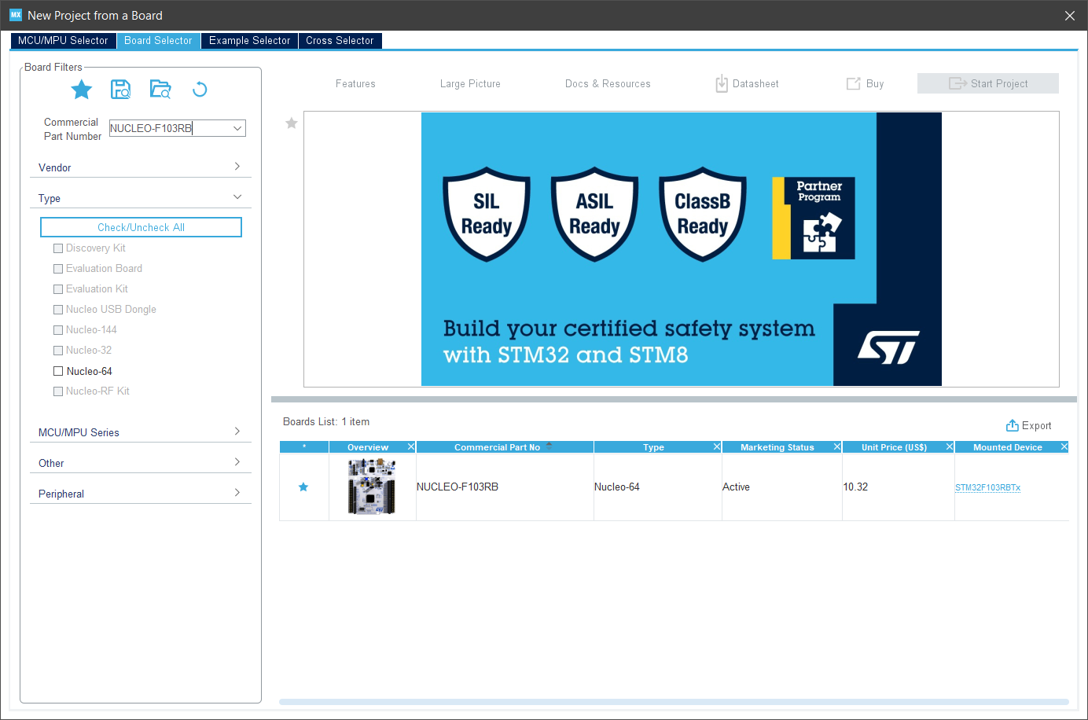 MX New Project from a Board
MCU/MPU Selector
Board Selector
Example Selector
Cross Selector
Board Filters
Commercial
Part Number
NUCLEO-F103RB
Vendor
Type
Check/Uncheck All
Discovery Kit
Evaluation Board
Evaluation Kit
Nucleo USB Dongle
Nucleo-144
Nucleo-32
Nucleo-64
Nucleo-RF Kit
MCU/MPU Series
Other
Peripheral
Features
Large Picture
Docs & Resources
Datasheet
Buy
Start Project
SIL
Ready
ASIL
Ready
ClassB
Ready
Partner
Program
Build your certified safety system
with STM32 and STM8
ST
Boards List: 1 item
Export
* Overview Commercial Part No Type Marketing Status Unit Price (US$) Mounted Device
NUCLEO-F103RB Nucleo-64 Active 10.32 STM32F103RBTx